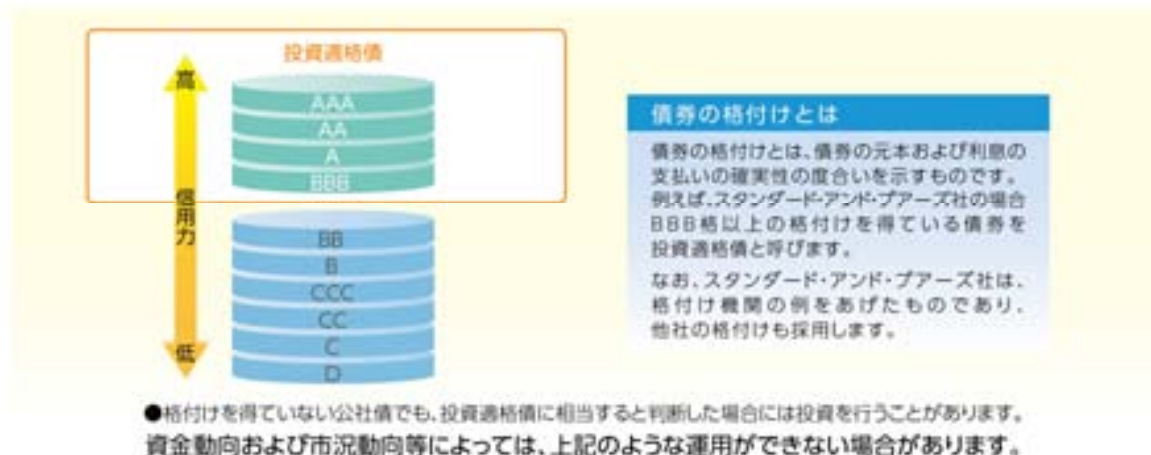 投資適格債
高
信用力
低
AAA
AA
A
BBB
BB
B
CCC
CC
C
D
債券の格付けとは
債券の格付けとは、債券の元本および利息の
支払いの確実性の度合いを示すものです。
例えば、スタンダード・アンド・プアーズ社の場合
BBB格以上の格付けを得ている債券を
投資適格債と呼びます。
なお、スタンダード・アンド・プアーズ社は、
格付け機関の例をあげたものであり、
他社の格付けも採用します。
●格付けを得ていない公社債でも、投資適格債に相当すると判断した場合には投資を行うことがあります。
資金動向および市況動向等によっては、上記のような運用ができない場合があります。